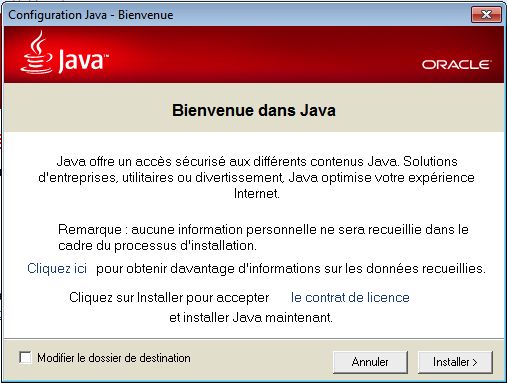 Configuration Java - Bienvenue
Java™
ORACLE
Bienvenue dans Java
Java offre un accès sécurisé aux différents contenus Java. Solutions
d'entreprises, utilitaires ou divertissement, Java optimise votre expérience
Internet.
Remarque : aucune information personnelle ne sera recueillie dans le
cadre du processus d'installation.
Cliquez ici pour obtenir davantage d'informations sur les données recueillies.
Cliquez sur Installer pour accepter le contrat de licence
et installer Java maintenant.
Modifier le dossier de destination
Annuler
Installer >